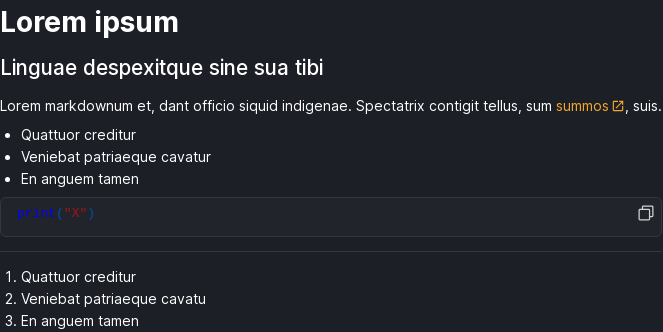 Lorem ipsum
Linguae despexitque sine sua tibi
Lorem markdownum et, dant officio siquid indigenae. Spectatrix contigit tellus, sum summos, suis.
• Quattuor creditur
• Veniebat patriaeque cavatur
• En anguem tamen
print("X")
1. Quattuor creditur
2. Veniebat patriaeque cavatu
3. En anguem tamen